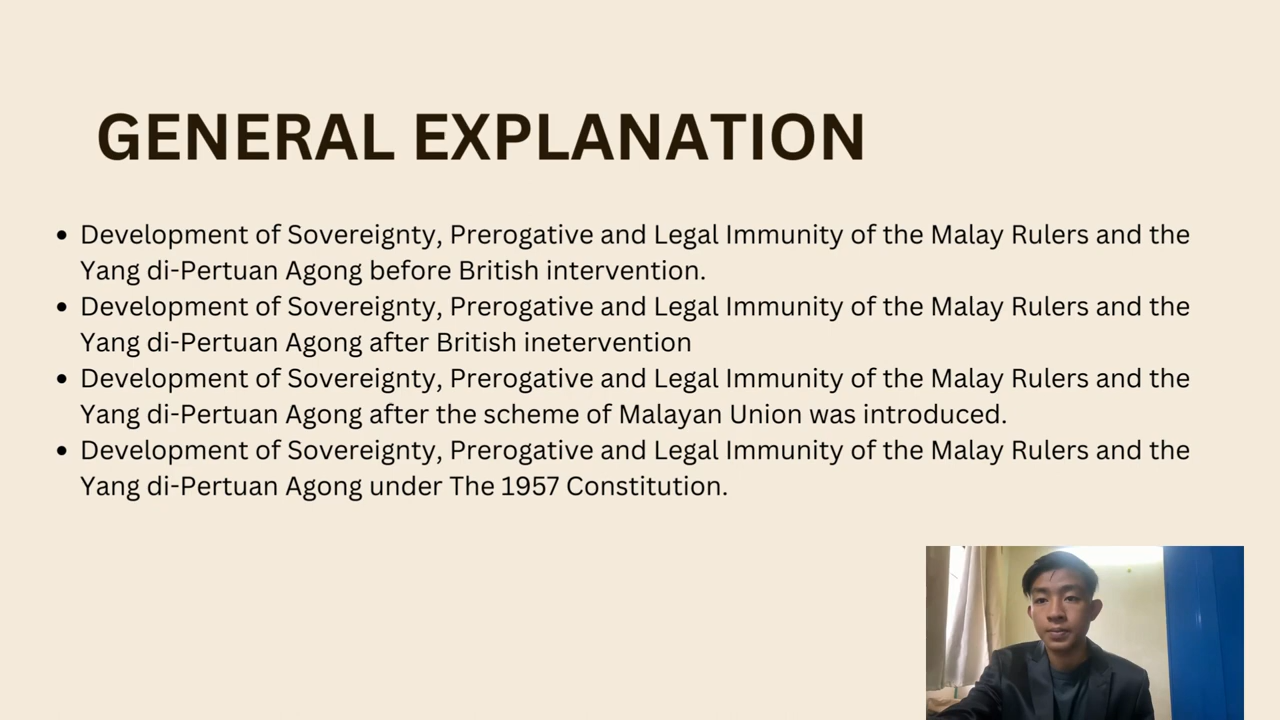 GENERAL EXPLANATION
• Development of Sovereignty, Prerogative and Legal Immunity of the Malay Rulers and the
Yang di-Pertuan Agong before British intervention.
• Development of Sovereignty, Prerogative and Legal Immunity of the Malay Rulers and the
Yang di-Pertuan Agong after British inetervention
• Development of Sovereignty, Prerogative and Legal Immunity of the Malay Rulers and the
Yang di-Pertuan Agong after the scheme of Malayan Union was introduced.
• Development of Sovereignty, Prerogative and Legal Immunity of the Malay Rulers and the
Yang di-Pertuan Agong under The 1957 Constitution.